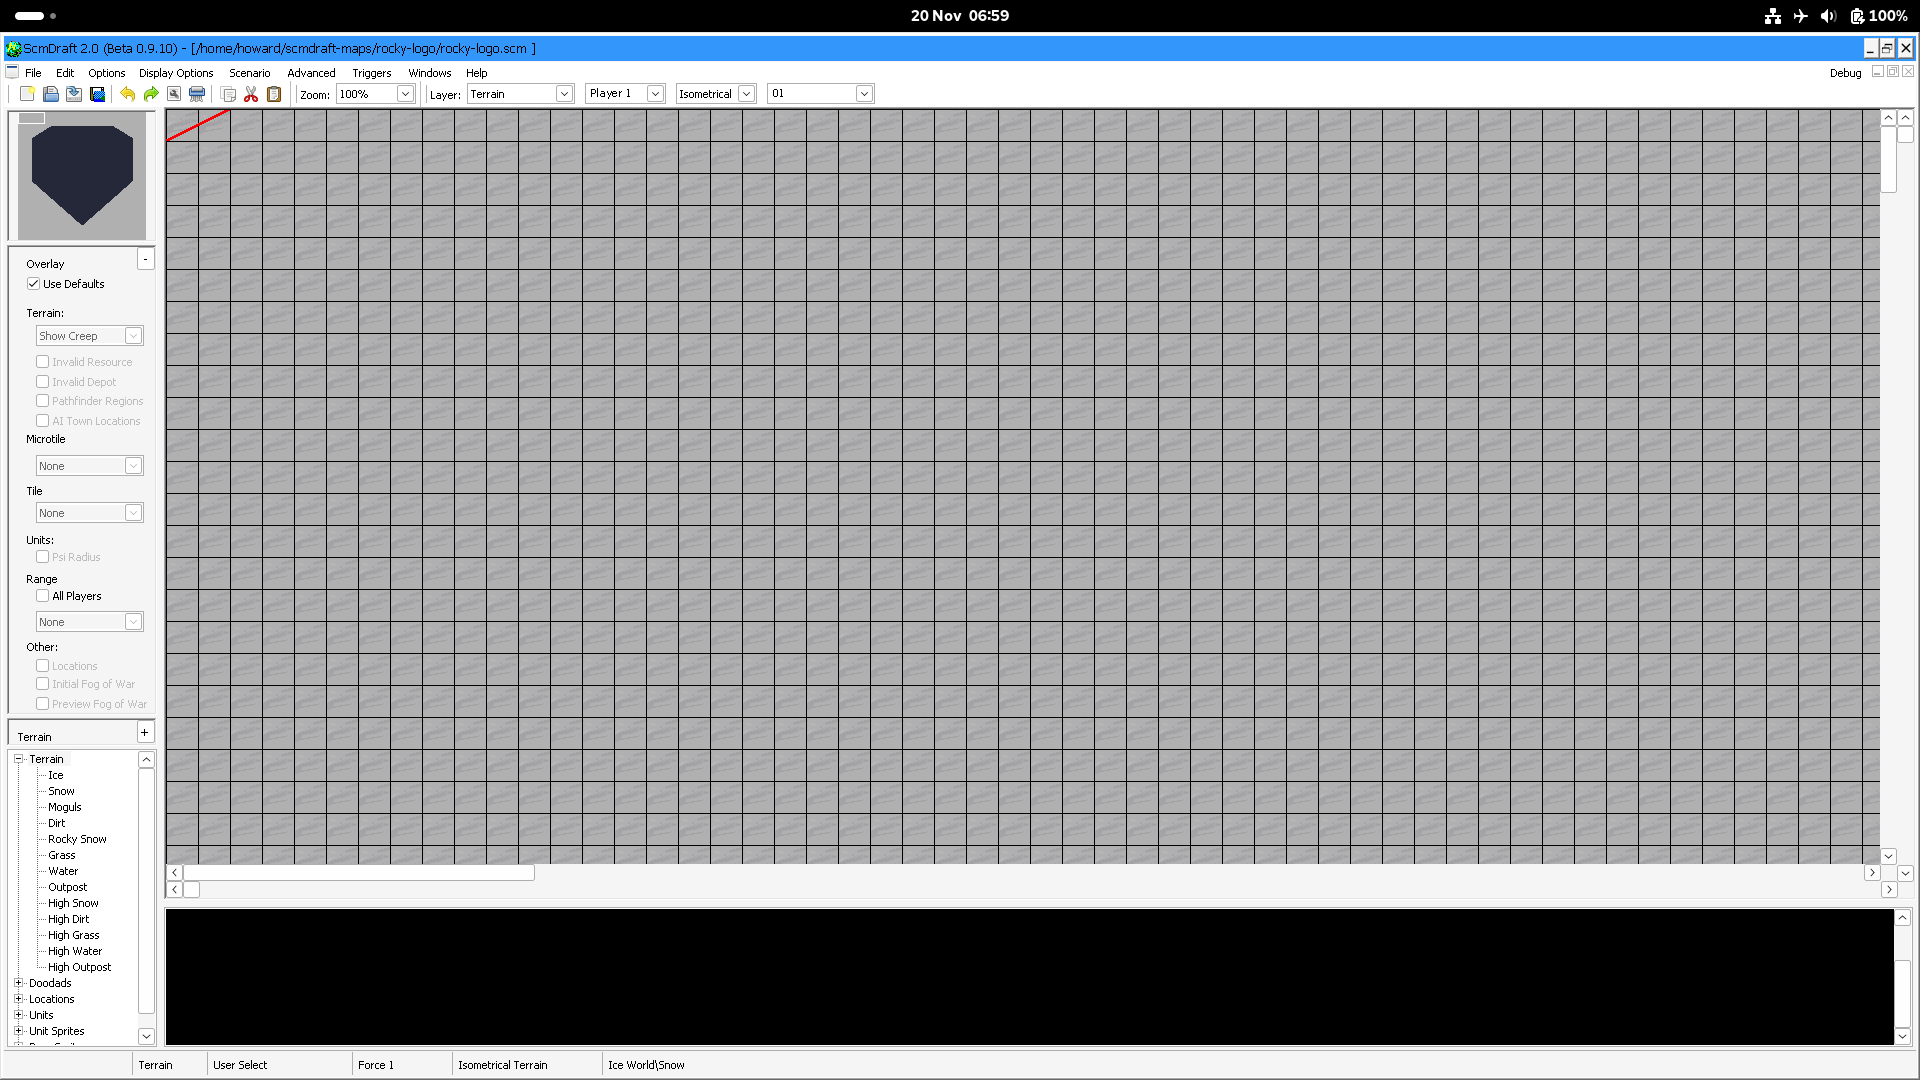 20 Nov 06:59
100%
ScmDraft 2.0 (Beta 0.9.10) - [/home/howard/scmdraft-maps/rocky-logo/rocky-logo.scm ]
File Edit Options Display Options Scenario Advanced Triggers Windows Help Debug
Zoom: 100% Layer: Terrain Player 1 Isometrical 01
Overlay
-
Use Defaults
Terrain:
Show Creep
Invalid Resource
Invalid Depot
Pathfinder Regions
AI Town Locations
Microtile
None
Tile
None
Units:
Psi Radius
Range
All Players
None
Other:
Locations
Initial Fog of War
Preview Fog of War
Terrain
+
Terrain
Ice
Snow
Moguls
Dirt
Rocky Snow
Grass
Water
Outpost
High Snow
High Dirt
High Grass
High Water
High Outpost
Doodads
Locations
Units
Unit Sprites
Terrain User Select Force 1 Isometrical Terrain Ice World\Snow